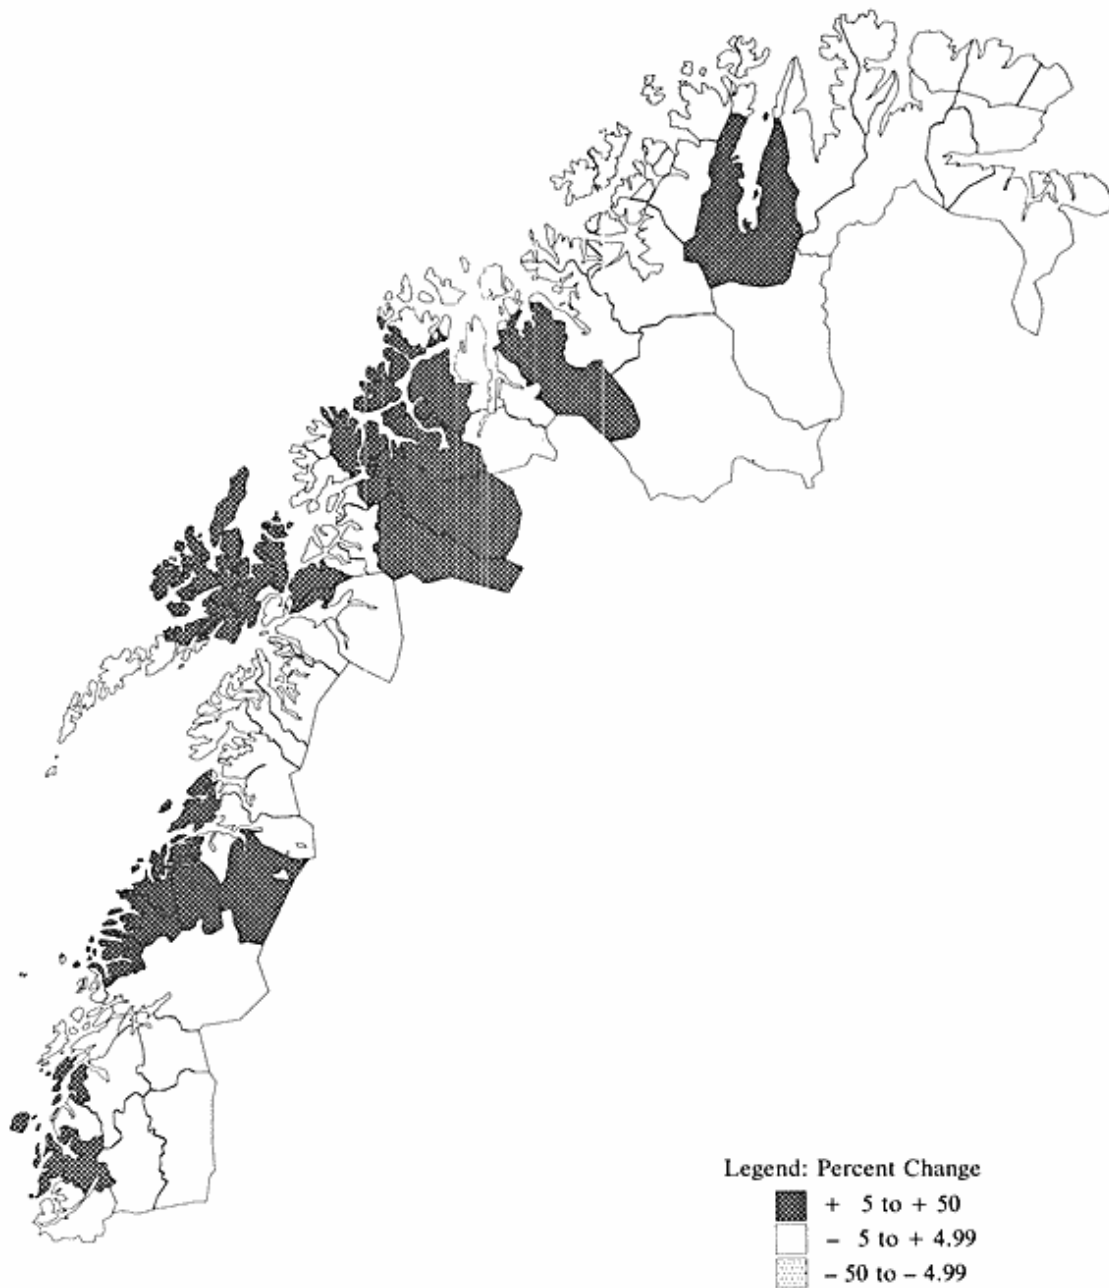 Legend: Percent Change
+ 5 to + 50
- 5 to + 4.99
- 50 to - 4.99